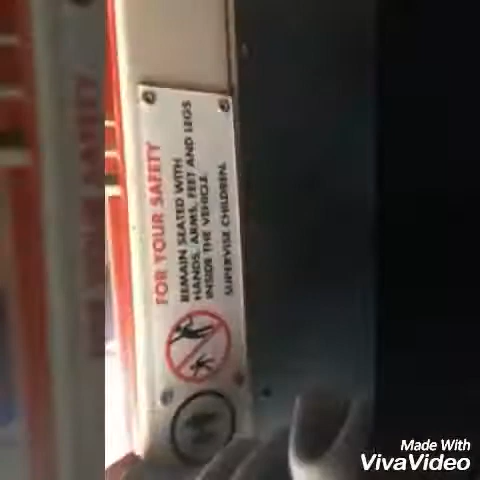 FOR YOUR SAFETY
REMAIN SEATED WITH
HANDS, ARMS, FEET AND LEGS
INSIDE THE VEHICLE.
SUPERVISE CHILDREN.
Made With
VivaVideo